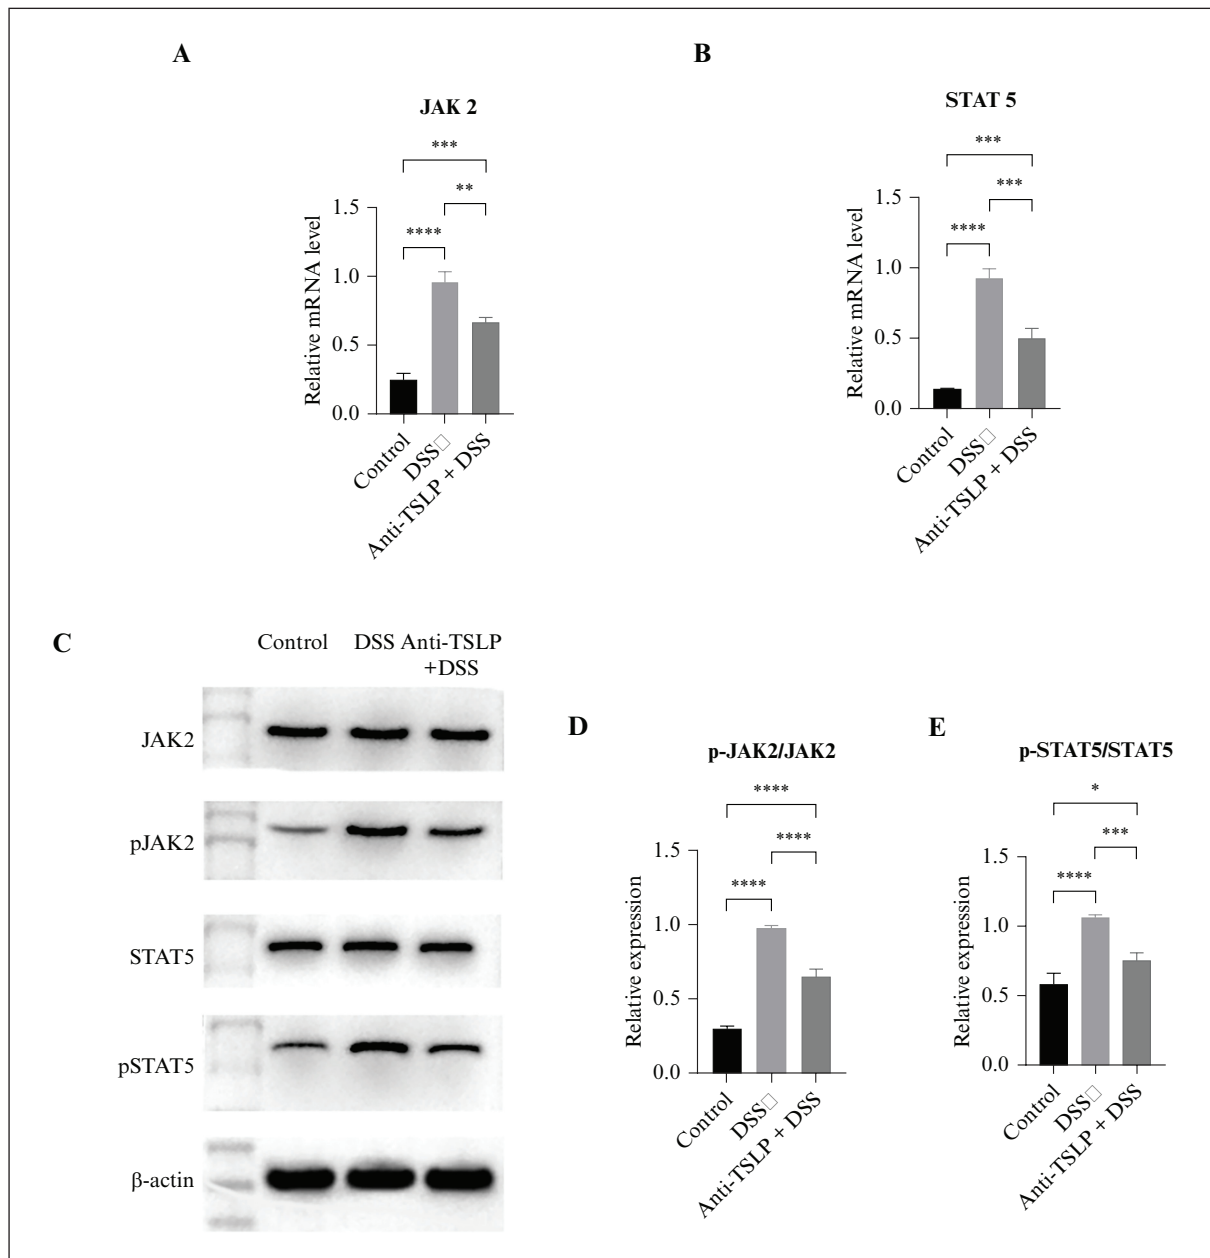 A
JAK 2
***
**
****
Relative mRNA level
1.5
1.0
0.5
0.0
Control
DSS□
Anti-TSLP + DSS
B
STAT 5
***
***
****
Relative mRNA level
1.5
1.0
0.5
0.0
Control
DSS□
Anti-TSLP + DSS
C
Control DSS Anti-TSLP
+DSS
JAK2
pJAK2
STAT5
pSTAT5
β-actin
D
p-JAK2/JAK2
****
****
****
Relative expression
1.5
1.0
0.5
0.0
Control
DSS□
Anti-TSLP + DSS
E
p-STAT5/STAT5
*
***
****
Relative expression
1.5
1.0
0.5
0.0
Control
DSS□
Anti-TSLP + DSS